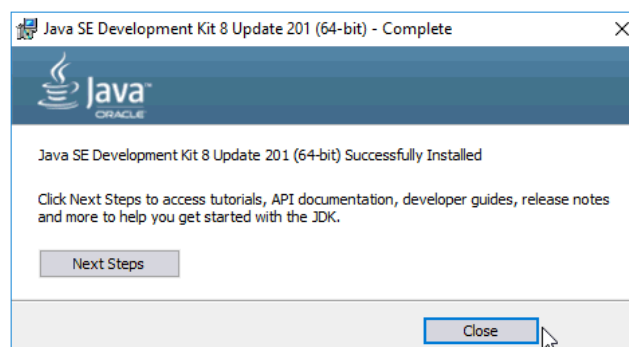 Java SE Development Kit 8 Update 201 (64-bit) - Complete
Java™
ORACLE
Java SE Development Kit 8 Update 201 (64-bit) Successfully Installed
Click Next Steps to access tutorials, API documentation, developer guides, release notes
and more to help you get started with the JDK.
Next Steps
Close